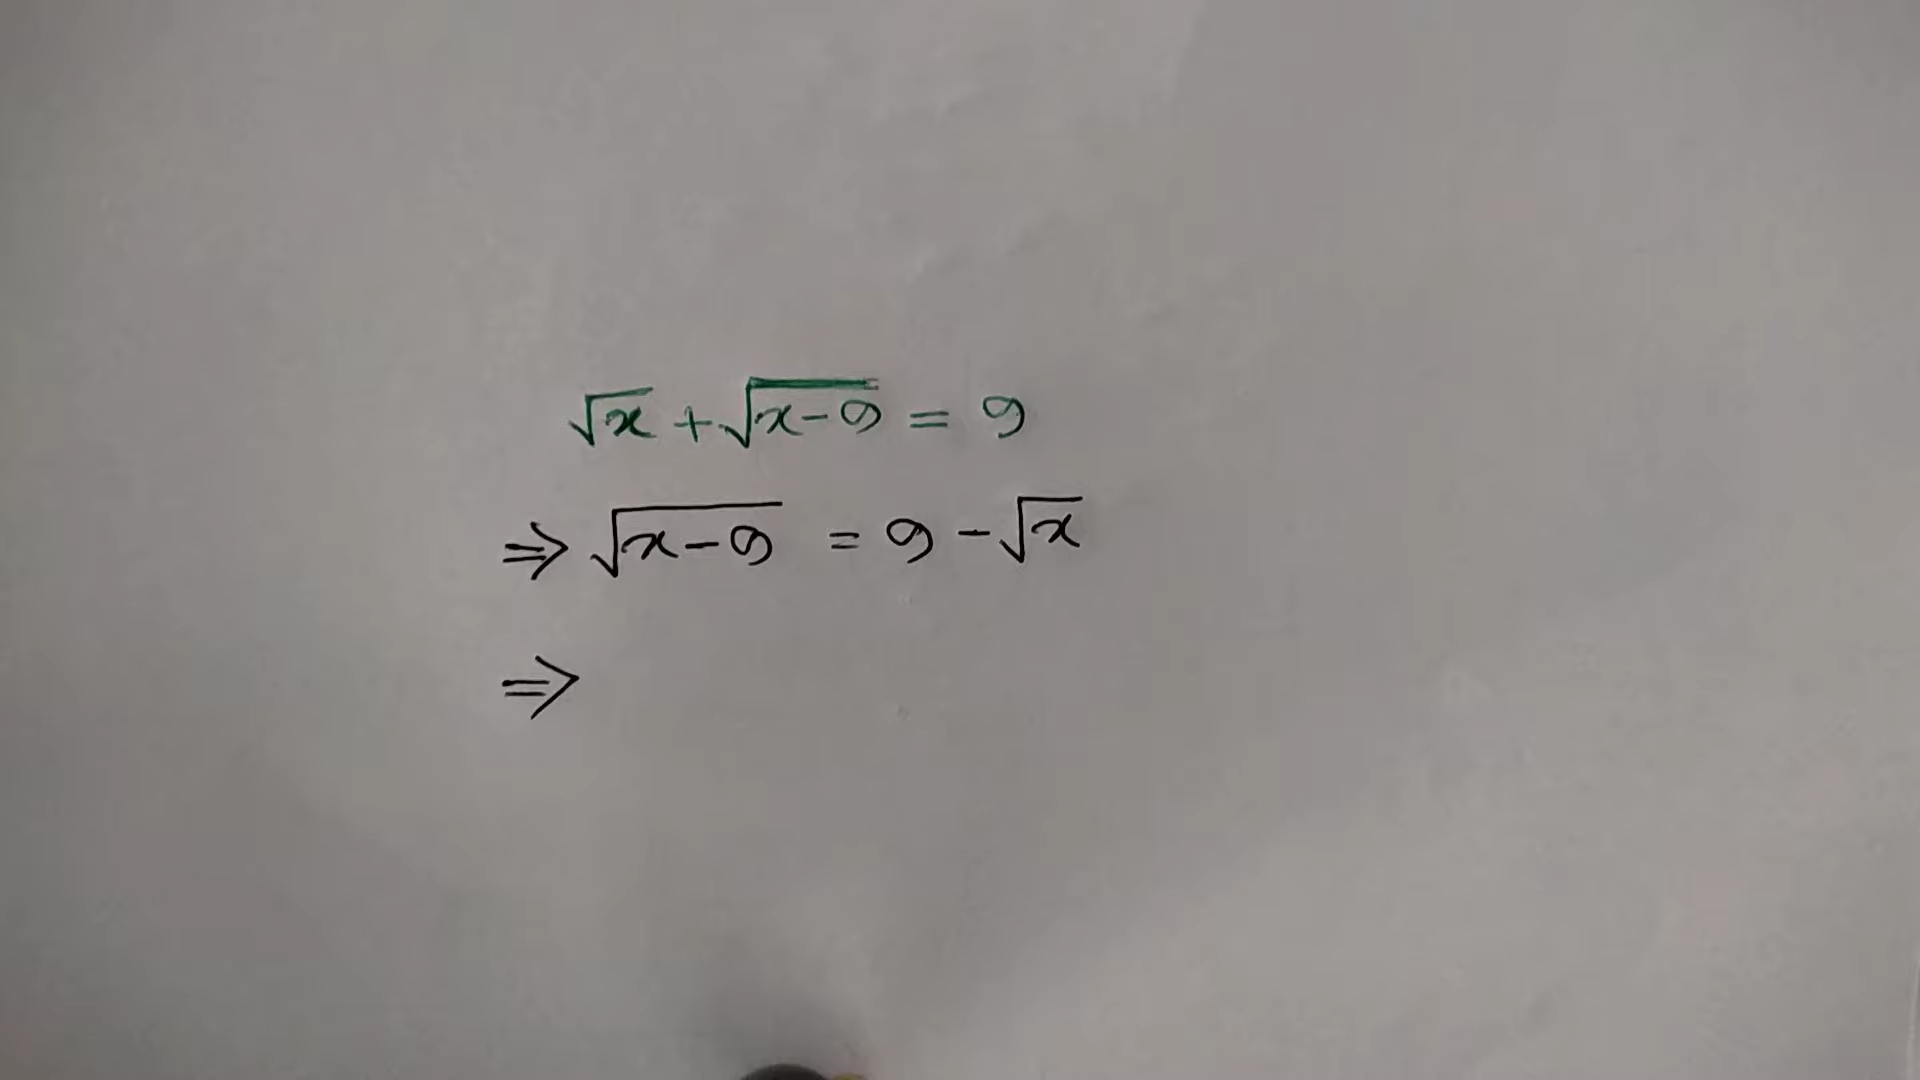 √x + √(x-9) = 9
⇒ √(x-9) = 9 - √x
⇒